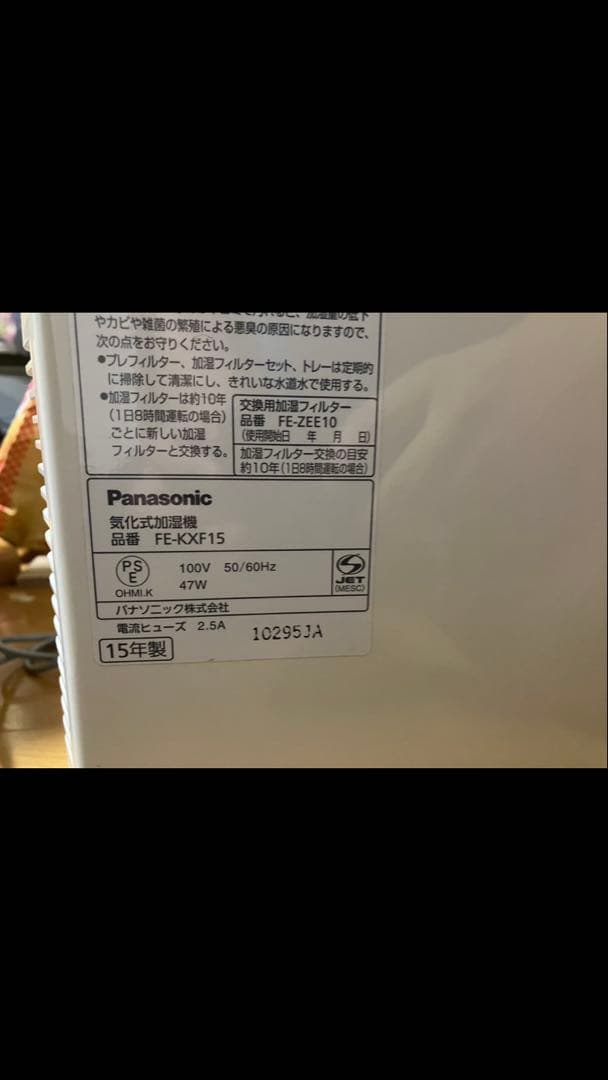 やカビや雑菌の繁殖による悪臭の原因になりますので、
次の点をお守りください。
●プレフィルター、加湿フィルターセット、トレーは定期的
に掃除して清潔にし、きれいな水道水で使用する。
●加湿フィルターは約10年
(1日8時間運転の場合)
ごとに新しい加湿
フィルターと交換する。
交換用加湿フィルター
品番 FE-ZEE10
(使用開始日 年 月 日)
加湿フィルター交換の目安
約10年(1日8時間運転の場合)
Panasonic
気化式加湿機
品番 FE-KXF15
PS
E
OHMI.K
100V 50/60Hz
47W
JET
(MESC)
パナソニック株式会社
電流ヒューズ 2.5A
10295JA
15年製